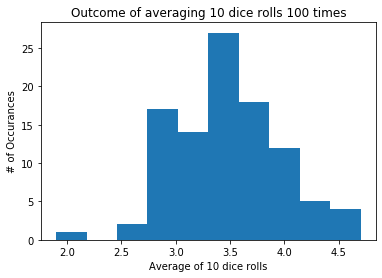 Outcome of averaging 10 dice rolls 100 times
25
20
15
10
5
0
# of Occurances
2.0 2.5 3.0 3.5 4.0 4.5
Average of 10 dice rolls